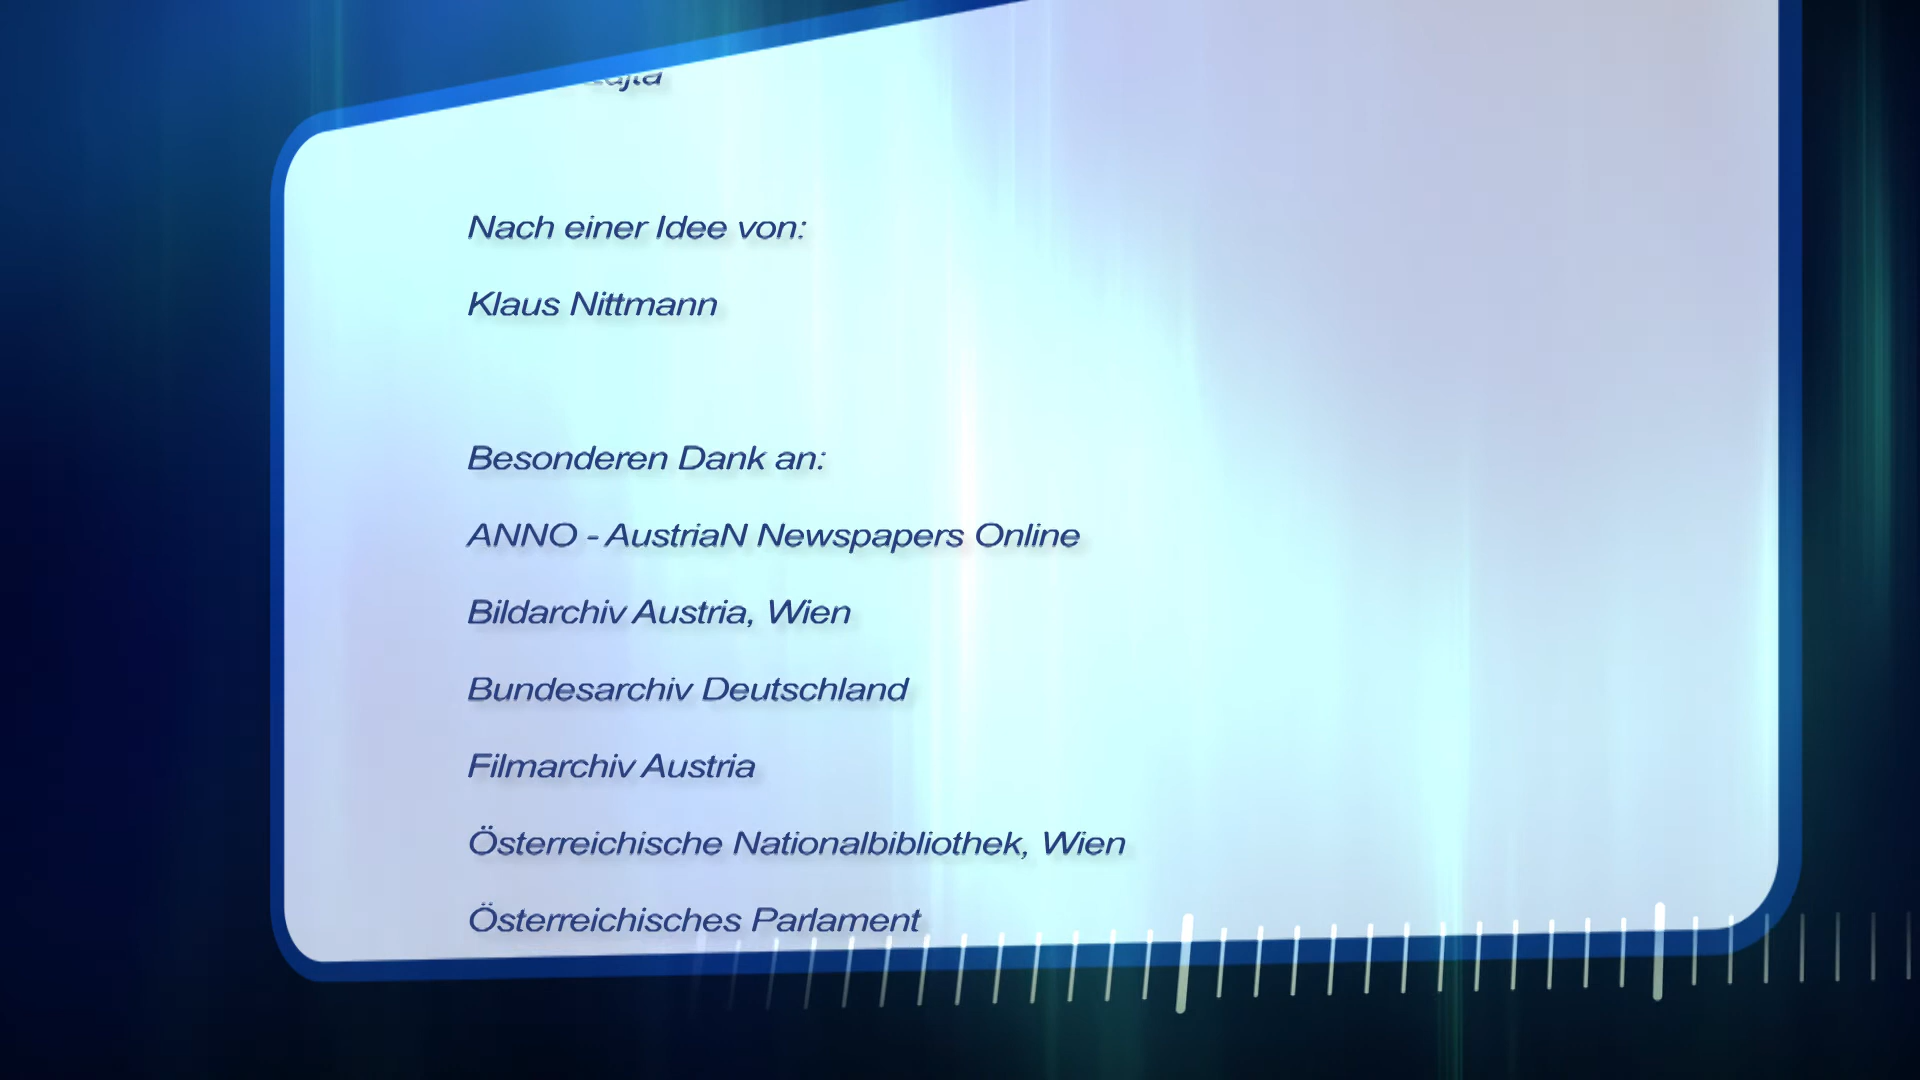 Nach einer Idee von:
Klaus Nittmann
Besonderen Dank an:
ANNO - AustriaN Newspapers Online
Bildarchiv Austria, Wien
Bundesarchiv Deutschland
Filmarchiv Austria
Österreichische Nationalbibliothek, Wien
Österreichisches Parlament